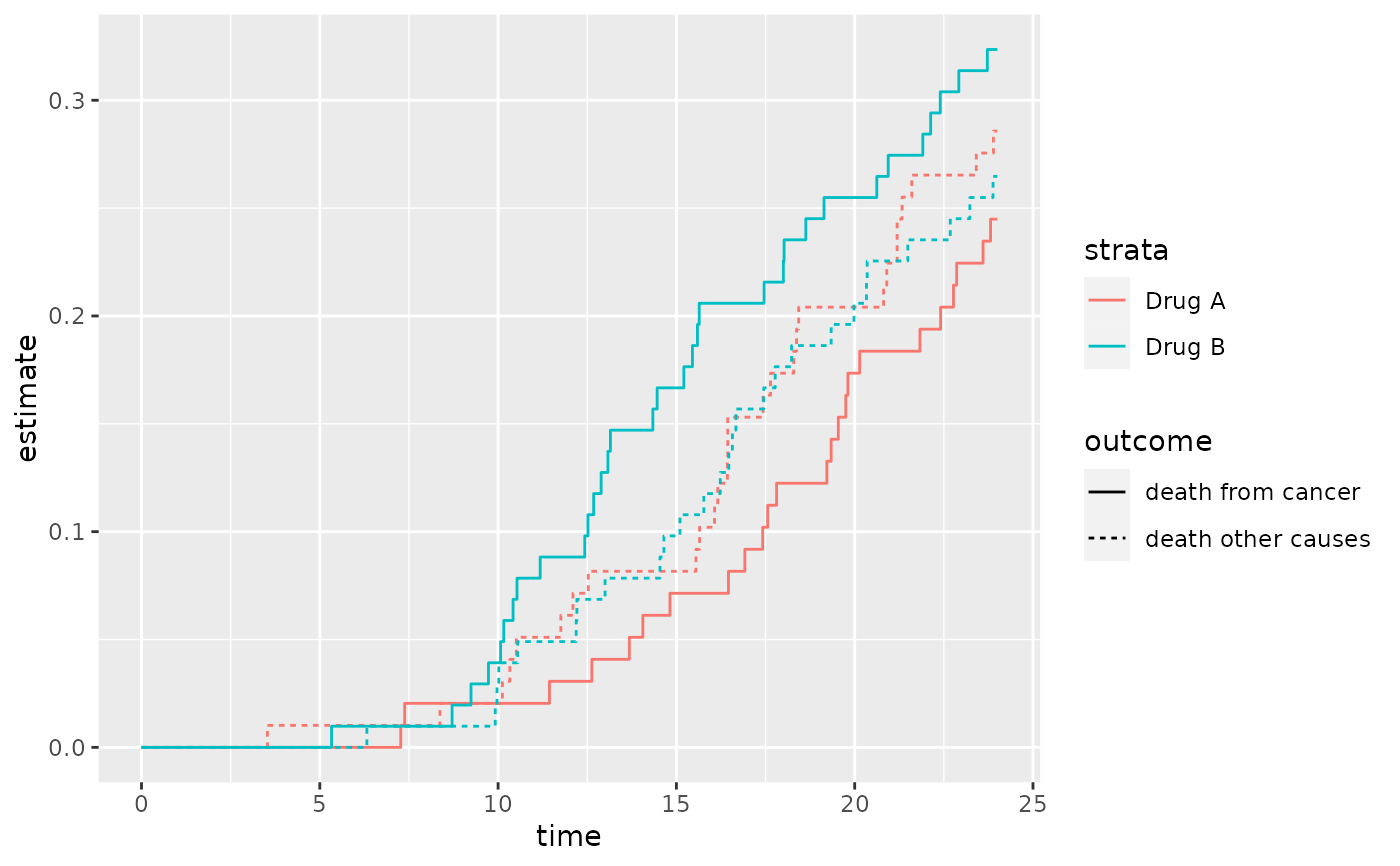 estimate
0.3
0.2
0.1
0.0
0 5 10 15 20 25
time
strata
Drug A
Drug B
outcome
death from cancer
death other causes